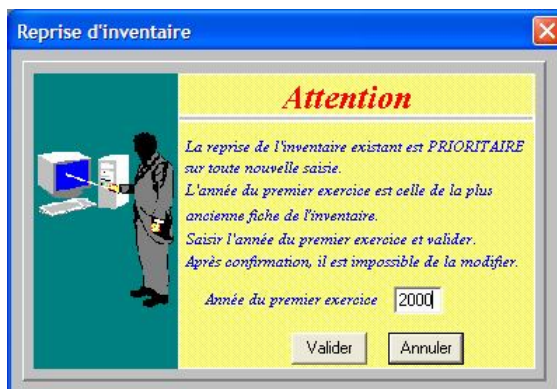 Reprise d'inventaire
Attention
La reprise de l'inventaire existant est PRIORITAIRE
sur toute nouvelle saisie.
L'année du premier exercice est celle de la plus
ancienne fiche de l'inventaire.
Saisir l'année du premier exercice et valider.
Après confirmation, il est impossible de la modifier.
Année du premier exercice 2000
Valider Annuler